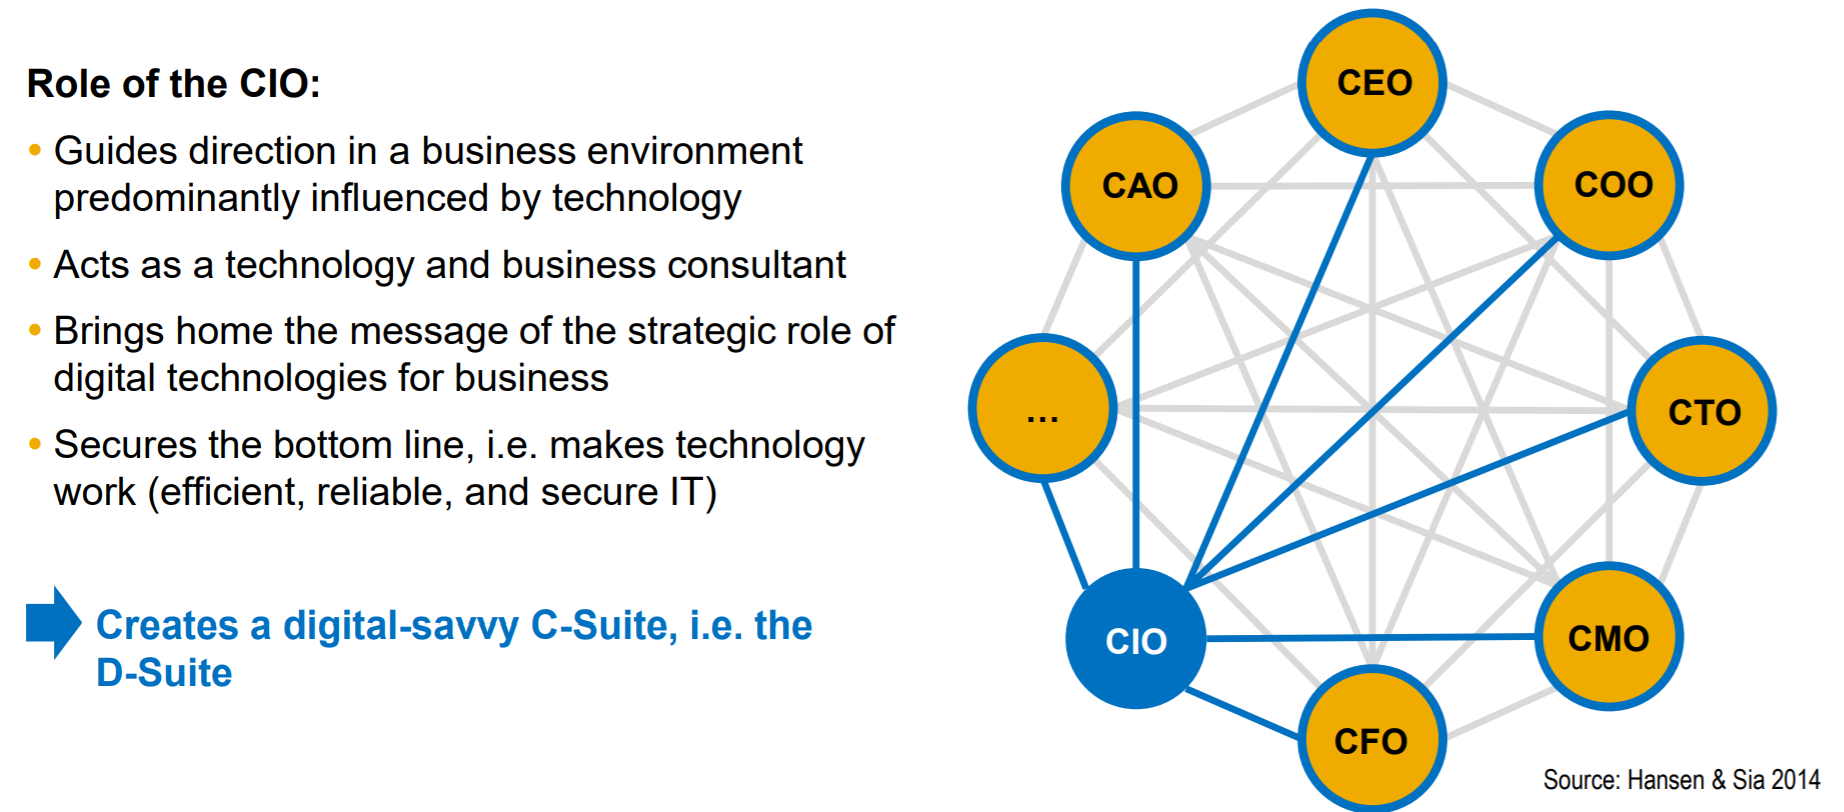 Role of the CIO:
• Guides direction in a business environment
predominantly influenced by technology
• Acts as a technology and business consultant
• Brings home the message of the strategic role of
digital technologies for business
• Secures the bottom line, i.e. makes technology
work (efficient, reliable, and secure IT)
Creates a digital-savvy C-Suite, i.e. the
D-Suite
CEO
CAO
COO
...
CTO
CIO
CMO
CFO
Source: Hansen & Sia 2014